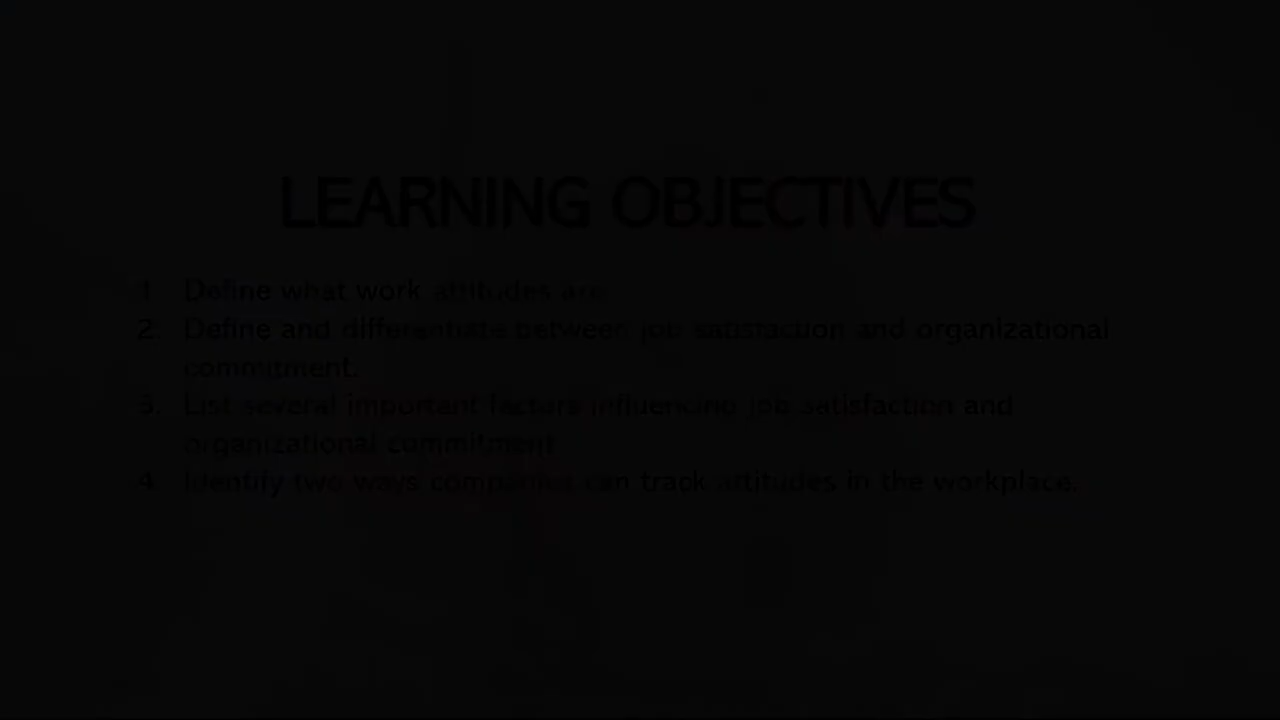 LEARNING OBJECTIVES
1. Define what work attitudes are.
2. Define and differentiate between job satisfaction and organizational
commitment.
3. List several important factors influencing job satisfaction and
organizational commitment.
4. Identify two ways companies can track attitudes in the workplace.